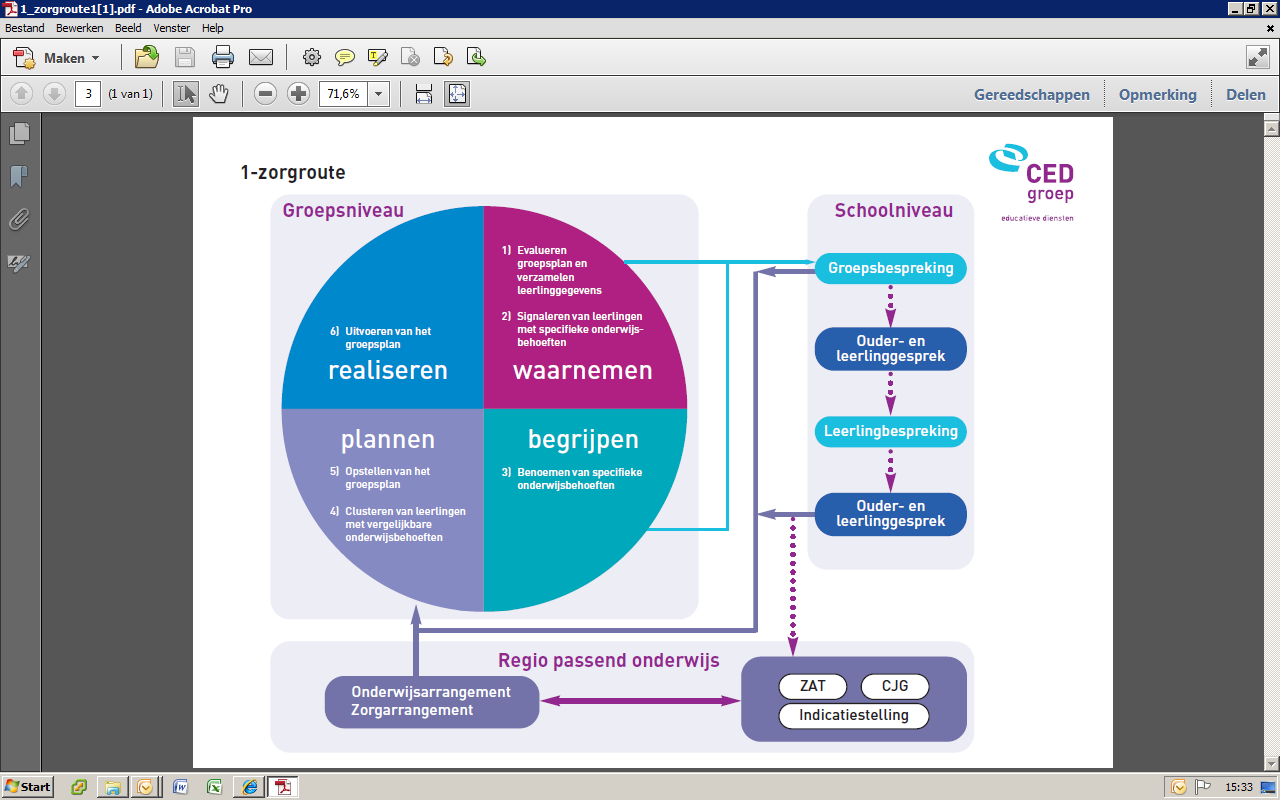 1_zorgroute1[1].pdf - Adobe Acrobat Pro
Bestand Bewerken Beeld Venster Help
Maken
3 (1 van 1) 71,6% Gereedschappen Opmerking Delen
1-zorgroute
CED
groep
educatieve diensten
Groepsniveau
1) Evalueren
groepsplan en
verzamelen
leerlinggegevens
2) Signaleren van leerlingen
met specifieke onderwijs-
behoeften
waarnemen
6) Uitvoeren van het
groepsplan
realiseren
plannen
5) Opstellen van het
groepsplan
4) Clusteren van leerlingen
met vergelijkbare
onderwijsbehoeften
begrijpen
3) Benoemen van specifieke
onderwijsbehoeften
Schoolniveau
Groepsbespreking
Ouder- en
leerlinggesprek
Leerlingbespreking
Ouder- en
leerlinggesprek
Regio passend onderwijs
Onderwijsarrangement
Zorgarrangement
ZAT CJG
Indicatiestelling
Start 15:33